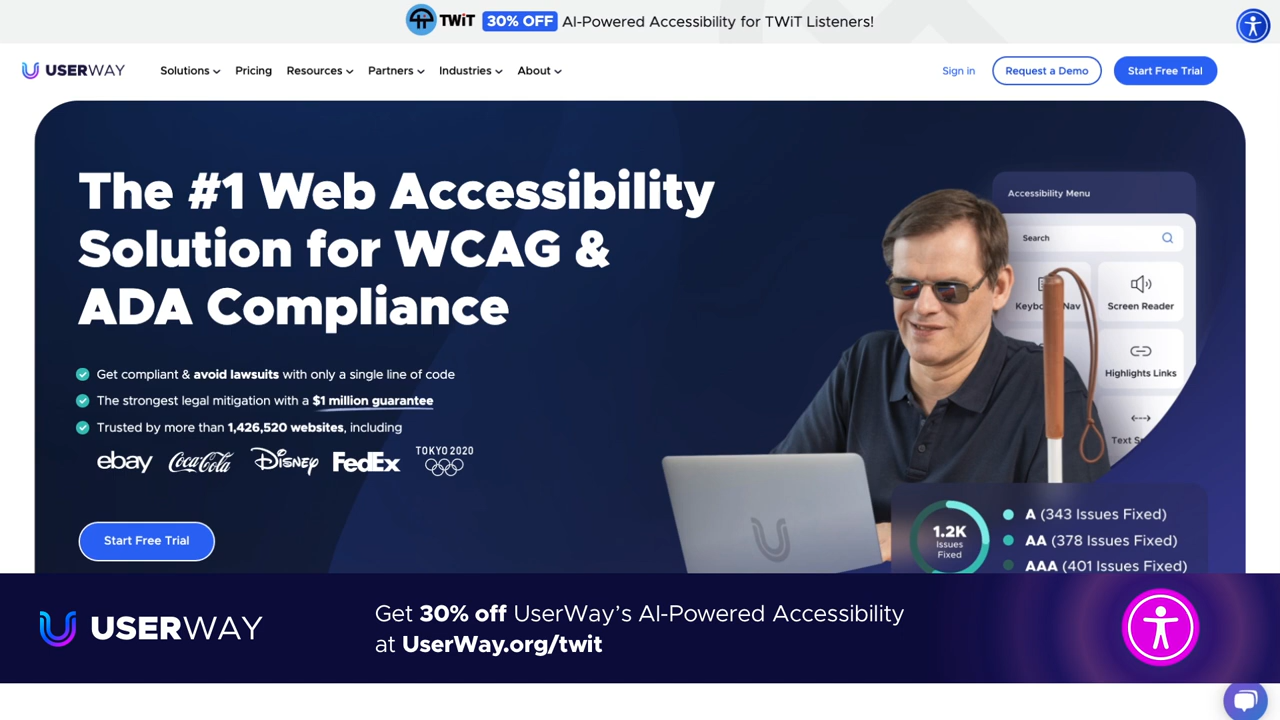 TWiT 30% OFF AI-Powered Accessibility for TWiT Listeners!
USERWAY Solutions Pricing Resources Partners Industries About Sign in Request a Demo Start Free Trial
The #1 Web Accessibility
Solution for WCAG &
ADA Compliance
Get compliant & avoid lawsuits with only a single line of code
The strongest legal mitigation with a $1 million guarantee
Trusted by more than 1,426,520 websites, including
ebay Coca-Cola Disney FedEx TOKYO 2020
Start Free Trial
Accessibility Menu
Search
Screen Reader
Highlights Links
1.2K
Issues
Fixed
A (343 Issues Fixed)
AA (378 Issues Fixed)
AAA (401 Issues Fixed)
USERWAY
Get 30% off UserWay's AI-Powered Accessibility
at UserWay.org/twit